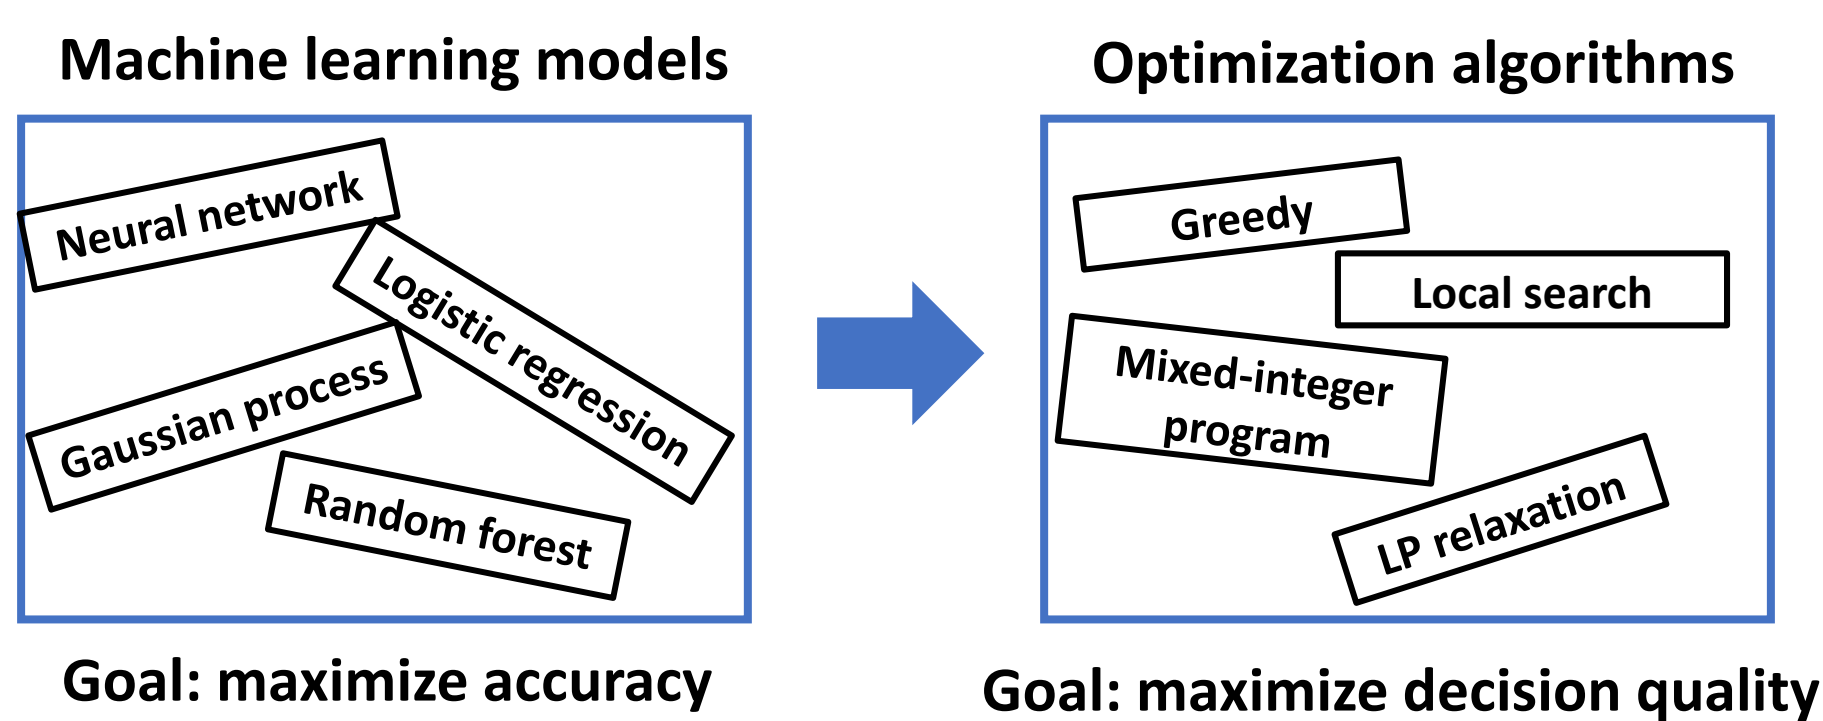 Machine learning models
Neural network
Logistic regression
Gaussian process
Random forest
Goal: maximize accuracy
Optimization algorithms
Greedy
Local search
Mixed-integer
program
LP relaxation
Goal: maximize decision quality